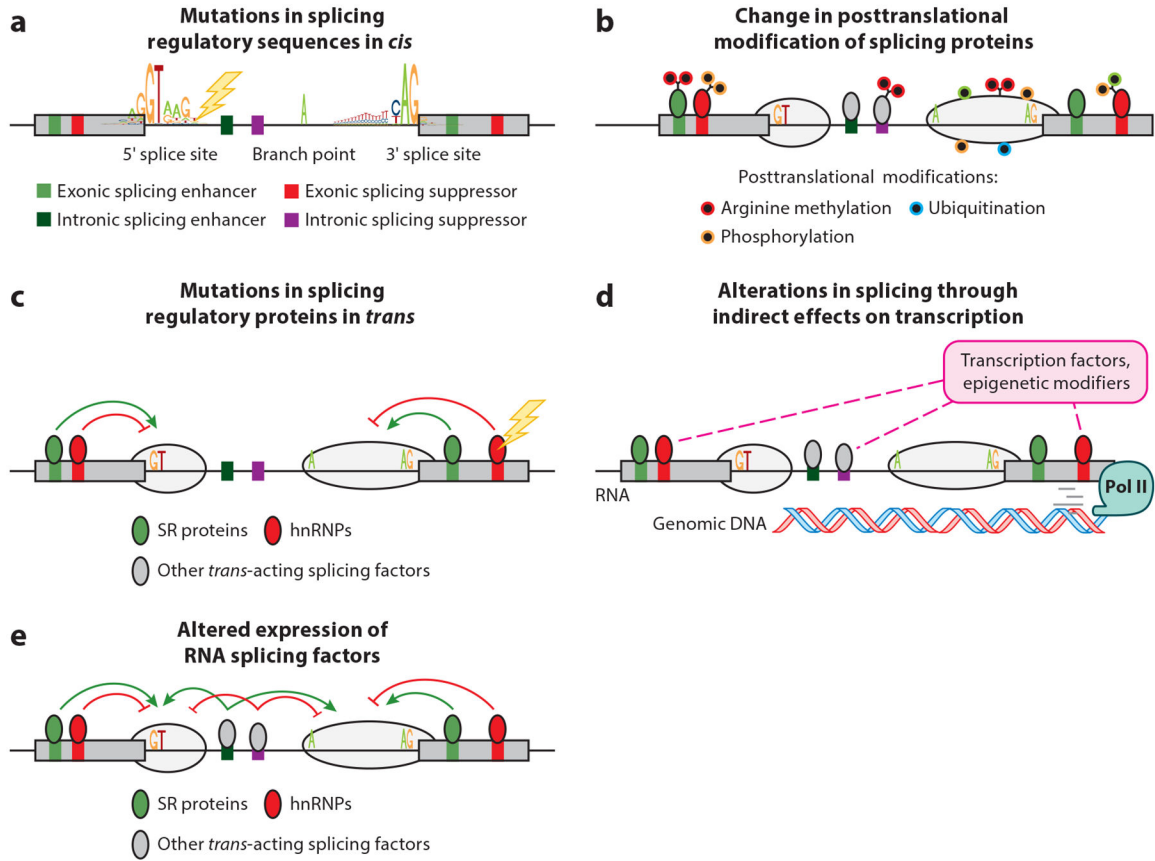 a
Mutations in splicing
regulatory sequences in cis
GT AAG
A
CAG
5' splice site
Branch point
3' splice site
Exonic splicing enhancer
Exonic splicing suppressor
Intronic splicing enhancer
Intronic splicing suppressor
b
Change in posttranslational
modification of splicing proteins
GT
A
AG
Posttranslational modifications:
Arginine methylation
Ubiquitination
Phosphorylation
c
Mutations in splicing
regulatory proteins in trans
GT
A
AG
SR proteins
hnRNPs
Other trans-acting splicing factors
d
Alterations in splicing through
indirect effects on transcription
Transcription factors,
epigenetic modifiers
GT
A
AG
RNA
Pol II
Genomic DNA
e
Altered expression of
RNA splicing factors
GT
A
AG
SR proteins
hnRNPs
Other trans-acting splicing factors